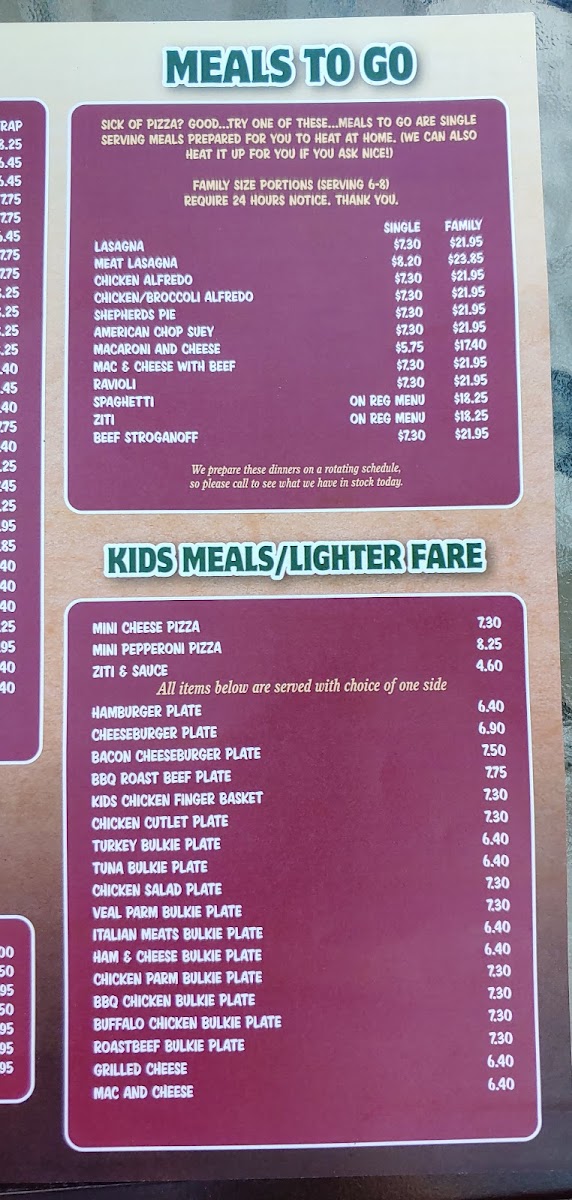 MEALS TO GO
SICK OF PIZZA? GOOD...TRY ONE OF THESE...MEALS TO GO ARE SINGLE
SERVING MEALS PREPARED FOR YOU TO HEAT AT HOME. (WE CAN ALSO
HEAT IT UP FOR YOU IF YOU ASK NICE!)
FAMILY SIZE PORTIONS (SERVING 6-8)
REQUIRE 24 HOURS NOTICE. THANK YOU.
SINGLE FAMILY
LASAGNA $7.30 $21.95
MEAT LASAGNA $8.20 $23.85
CHICKEN ALFREDO $7.30 $21.95
CHICKEN/BROCCOLI ALFREDO $7.30 $21.95
SHEPHERDS PIE $7.30 $21.95
AMERICAN CHOP SUEY $7.30 $21.95
MACARONI AND CHEESE $5.75 $17.40
MAC & CHEESE WITH BEEF $7.30 $21.95
RAVIOLI $7.30 $21.95
SPAGHETTI ON REG MENU $18.25
ZITI ON REG MENU $18.25
BEEF STROGANOFF $7.30 $21.95
We prepare these dinners on a rotating schedule,
so please call to see what we have in stock today.
KIDS MEALS/LIGHTER FARE
MINI CHEESE PIZZA 7.30
MINI PEPPERONI PIZZA 8.25
ZITI & SAUCE 4.60
All items below are served with choice of one side
HAMBURGER PLATE 6.40
CHEESEBURGER PLATE 6.90
BACON CHEESEBURGER PLATE 7.50
BBQ ROAST BEEF PLATE 7.75
KIDS CHICKEN FINGER BASKET 7.30
CHICKEN CUTLET PLATE 7.30
TURKEY BULKIE PLATE 6.40
TUNA BULKIE PLATE 6.40
CHICKEN SALAD PLATE 7.30
VEAL PARM BULKIE PLATE 7.30
ITALIAN MEATS BULKIE PLATE 6.40
HAM & CHEESE BULKIE PLATE 6.40
CHICKEN PARM BULKIE PLATE 7.30
BBQ CHICKEN BULKIE PLATE 7.30
BUFFALO CHICKEN BULKIE PLATE 7.30
ROASTBEEF BULKIE PLATE 7.30
GRILLED CHEESE 6.40
MAC AND CHEESE 6.40